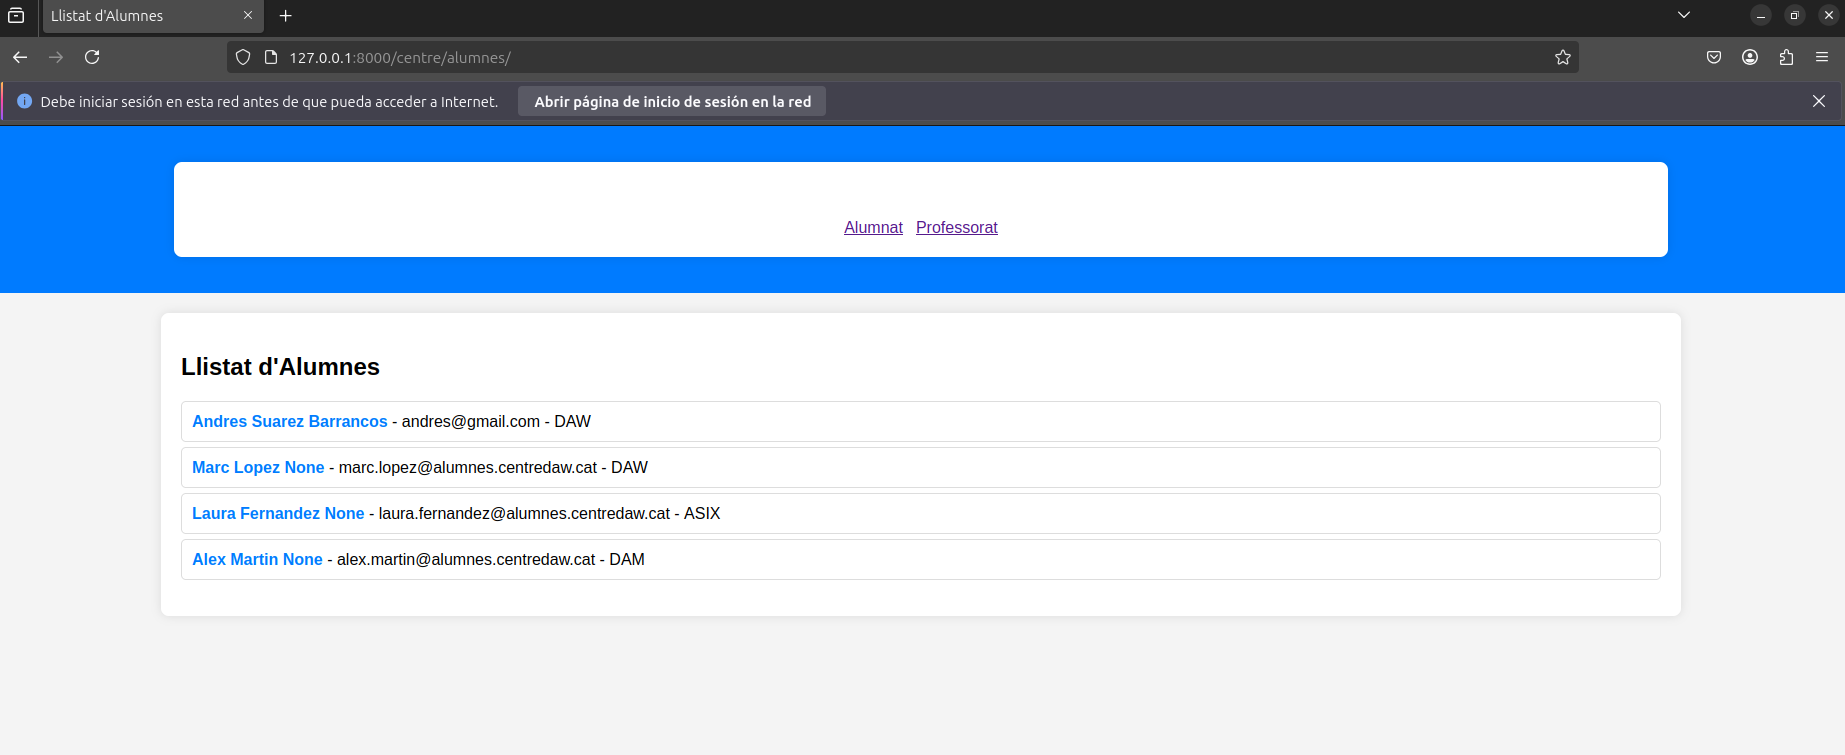 Llistat d'Alumnes
127.0.0.1:8000/centre/alumnes/
Debe iniciar sesión en esta red antes de que pueda acceder a Internet. Abrir página de inicio de sesión en la red
Alumnat Professorat
Llistat d'Alumnes
Andres Suarez Barrancos - andres@gmail.com - DAW
Marc Lopez None - marc.lopez@alumnes.centredaw.cat - DAW
Laura Fernandez None - laura.fernandez@alumnes.centredaw.cat - ASIX
Alex Martin None - alex.martin@alumnes.centredaw.cat - DAM